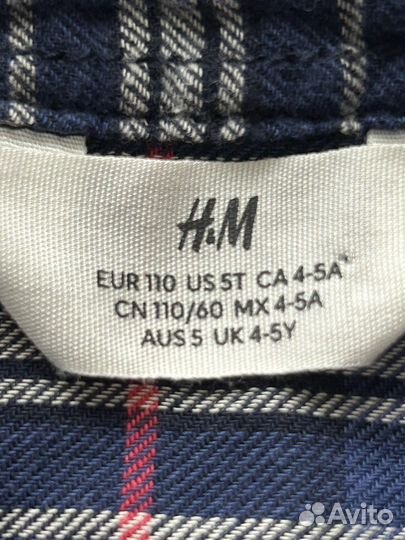 H&M
EUR 110 US 5T CA 4-5A*
CN 110/60 MX 4-5A
AUS 5 UK 4-5Y
Avito